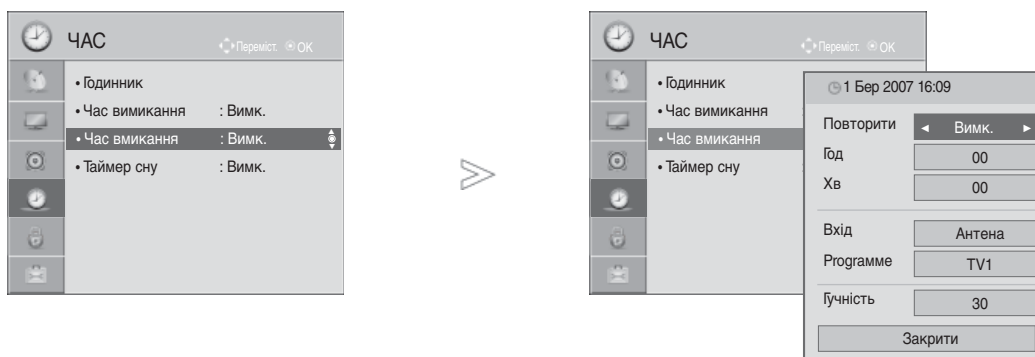 ЧАС
Переміст. OK
• Годинник
• Час вимикання : Вимк.
• Час вмикання : Вимк.
• Таймер сну : Вимк.
ЧАС
Переміст. OK
• Годинник
• Час вимикання :
• Час вмикання
• Таймер сну :
1 Бер 2007 16:09
Повторити ◄ Вимк. ►
Год 00
Хв 00
Вхід Антена
Programme TV1
Гучність 30
Закрити